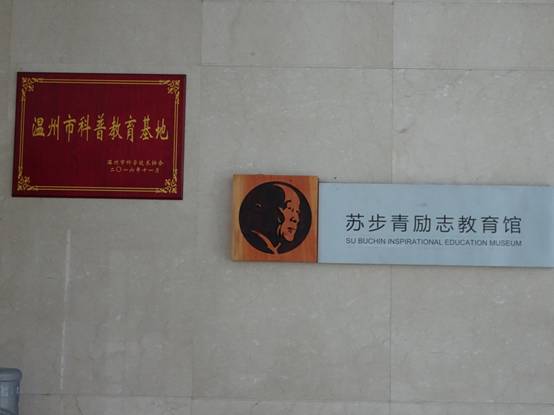 温州市科普教育基地
温州市科学技术协会
二〇一六年十一月
苏步青励志教育馆
SU BUCHIN INSPIRATIONAL EDUCATION MUSEUM